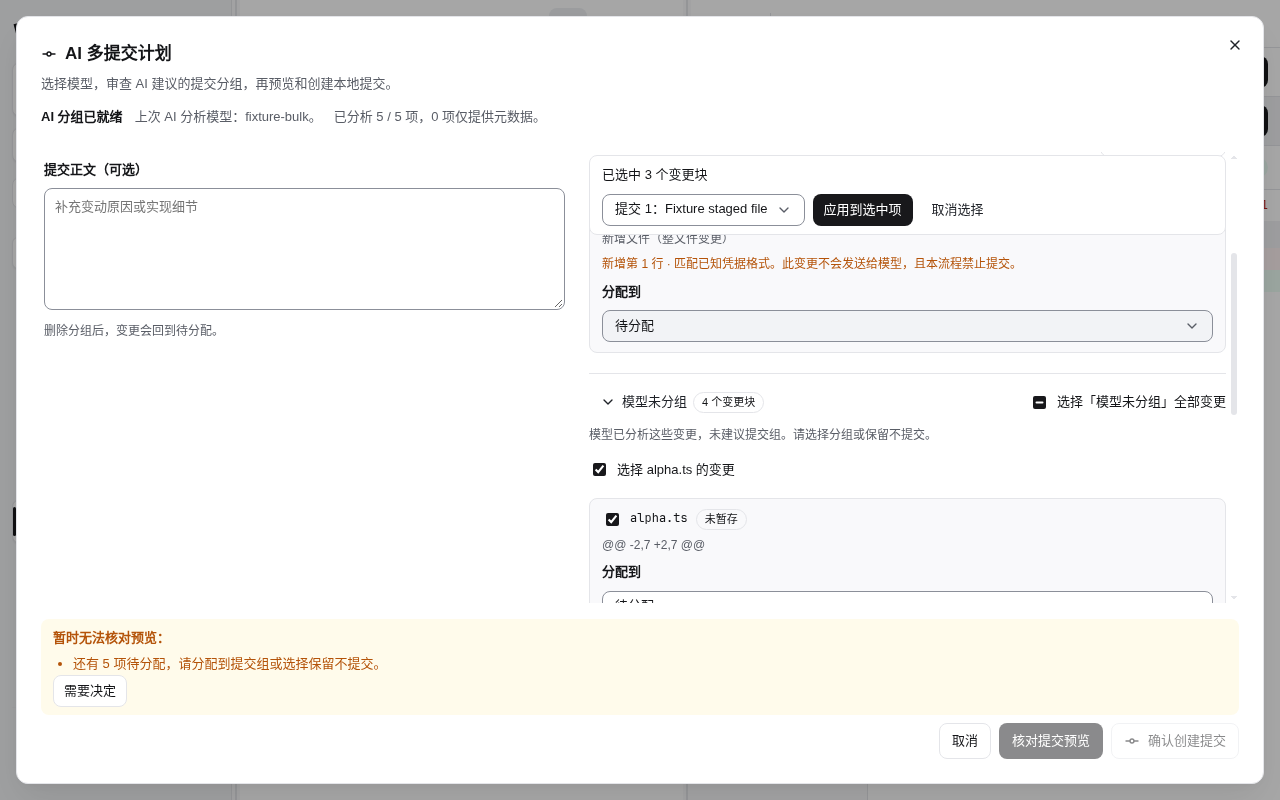 AI 多提交计划
选择模型，审查 AI 建议的提交分组，再预览和创建本地提交。
AI 分组已就绪 上次 AI 分析模型：fixture-bulk。 已分析 5 / 5 项，0 项仅提供元数据。
提交正文（可选）
补充变动原因或实现细节
删除分组后，变更会回到待分配。
已选中 3 个变更块
提交 1：Fixture staged file
应用到选中项
取消选择
新增文件（整文件变更）
新增第 1 行 · 匹配已知凭据格式。此变更不会发送给模型，且本流程禁止提交。
分配到
待分配
模型未分组 4 个变更块 选择「模型未分组」全部变更
模型已分析这些变更，未建议提交组。请选择分组或保留不提交。
选择 alpha.ts 的变更
alpha.ts 未暂存
@@ -2,7 +2,7 @@
分配到
待分配
暂时无法核对预览：
• 还有 5 项待分配，请分配到提交组或选择保留不提交。
需要决定
取消 核对提交预览 确认创建提交